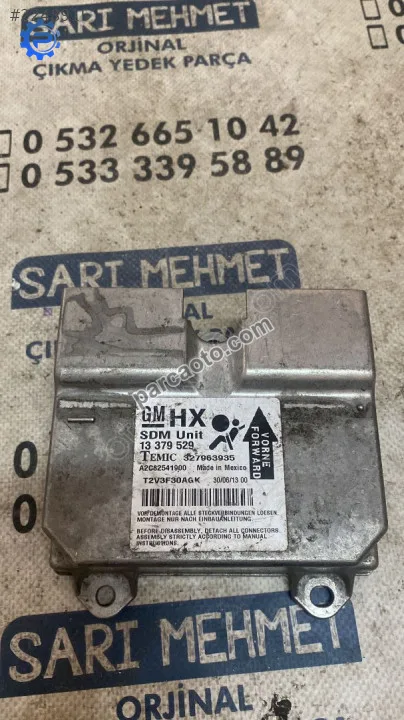 SARI MEHMET
ORJİNAL
ÇIKMA YEDEK PARÇA
0 532 665 10 42
0 533 339 58 89
SARI MEHMET
ÇIKMA
parcaoto.com
GM HX
SDM Unit
13 379 529
TEMIC 327963935
A2C82541900 Made in Mexico
T2V3F30AGK 30/06/13 00
VORNE
FORWARD
VOR DEMONTAGE ALLE STECKVERBINDUNGEN LOESEN.
MONTAGE NUR NACH EINBAUANLEITUNG.
BEFORE DISASSEMBLY, DETACH ALL CONNECTORS.
ASSEMBLY STRICTLY ACCORDING TO MANUAL
INSTRUCTION!
SARI MEHMET
ORJİNAL